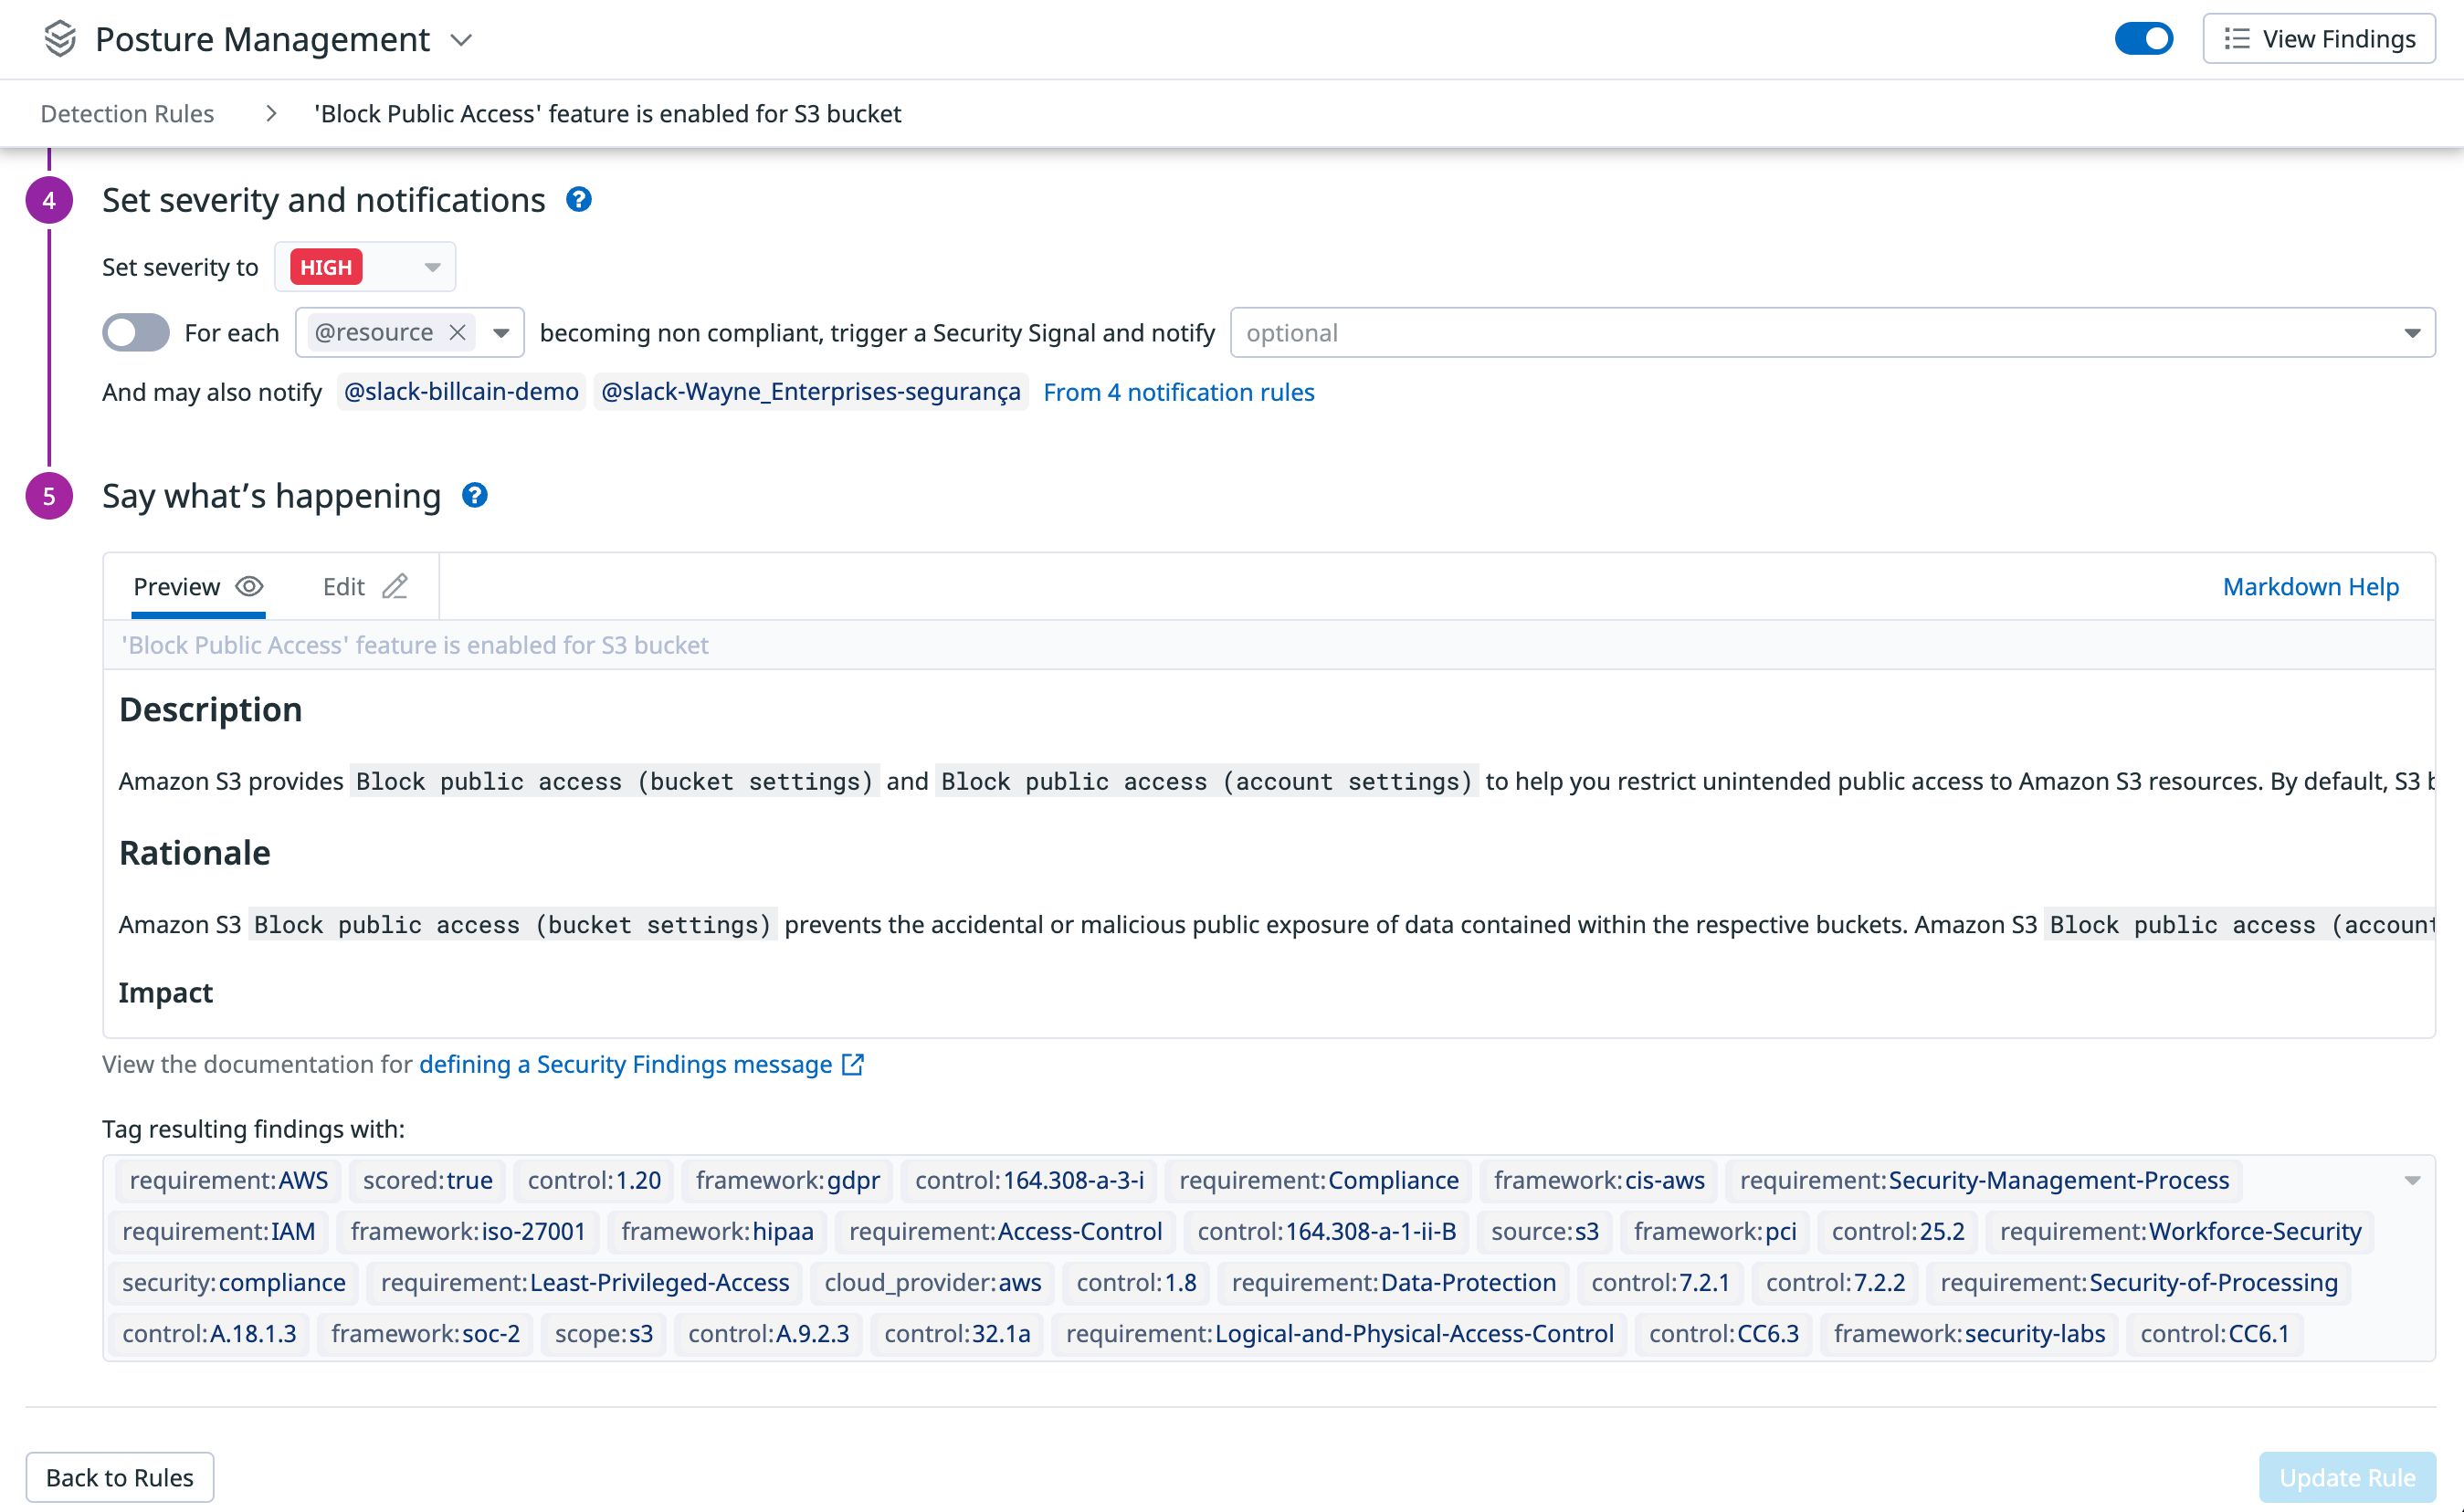 Posture Management
View Findings
Detection Rules > 'Block Public Access' feature is enabled for S3 bucket
4 Set severity and notifications ?
Set severity to HIGH
For each @resource × becoming non compliant, trigger a Security Signal and notify optional
And may also notify @slack-billcain-demo @slack-Wayne_Enterprises-segurança From 4 notification rules
5 Say what’s happening ?
Preview Edit Markdown Help
'Block Public Access' feature is enabled for S3 bucket
Description
Amazon S3 provides Block public access (bucket settings) and Block public access (account settings) to help you restrict unintended public access to Amazon S3 resources. By default, S3
Rationale
Amazon S3 Block public access (bucket settings) prevents the accidental or malicious public exposure of data contained within the respective buckets. Amazon S3 Block public access (account
Impact
View the documentation for defining a Security Findings message
Tag resulting findings with:
requirement:AWS scored:true control:1.20 framework:gdpr control:164.308-a-3-i requirement:Compliance framework:cis-aws requirement:Security-Management-Process
requirement:IAM framework:iso-27001 framework:hipaa requirement:Access-Control control:164.308-a-1-ii-B source:s3 framework:pci control:25.2 requirement:Workforce-Security
security:compliance requirement:Least-Privileged-Access cloud_provider:aws control:1.8 requirement:Data-Protection control:7.2.1 control:7.2.2 requirement:Security-of-Processing
control:A.18.1.3 framework:soc-2 scope:s3 control:A.9.2.3 control:32.1a requirement:Logical-and-Physical-Access-Control control:CC6.3 framework:security-labs control:CC6.1
Back to Rules
Update Rule